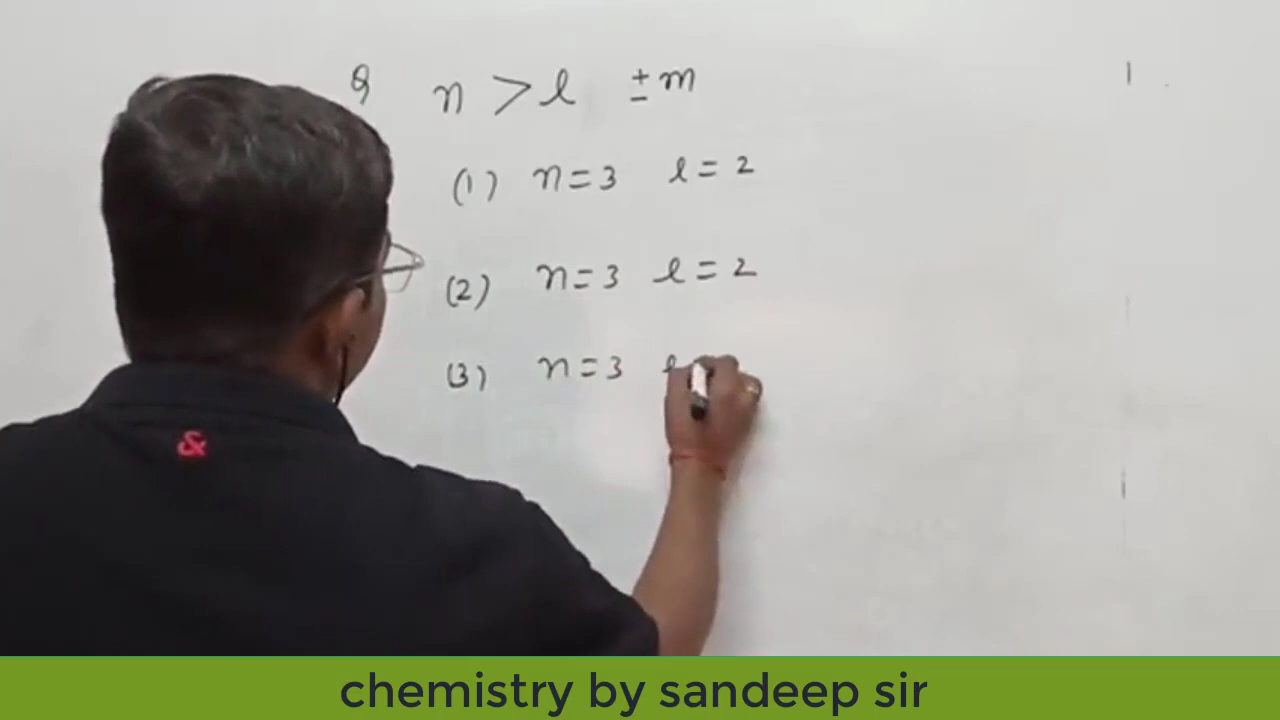 Q n > l ± m
(1) n = 3 l = 2
(2) n = 3 l = 2
(3) n = 3 l
&
chemistry by sandeep sir